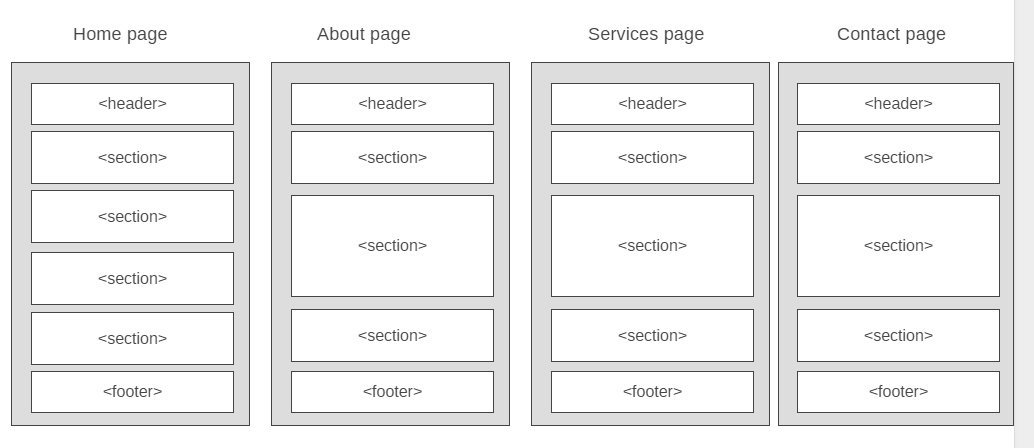 Home page
About page
Services page
Contact page
<header>
<section>
<section>
<section>
<section>
<footer>
<header>
<section>
<section>
<section>
<footer>
<header>
<section>
<section>
<section>
<footer>
<header>
<section>
<section>
<section>
<footer>